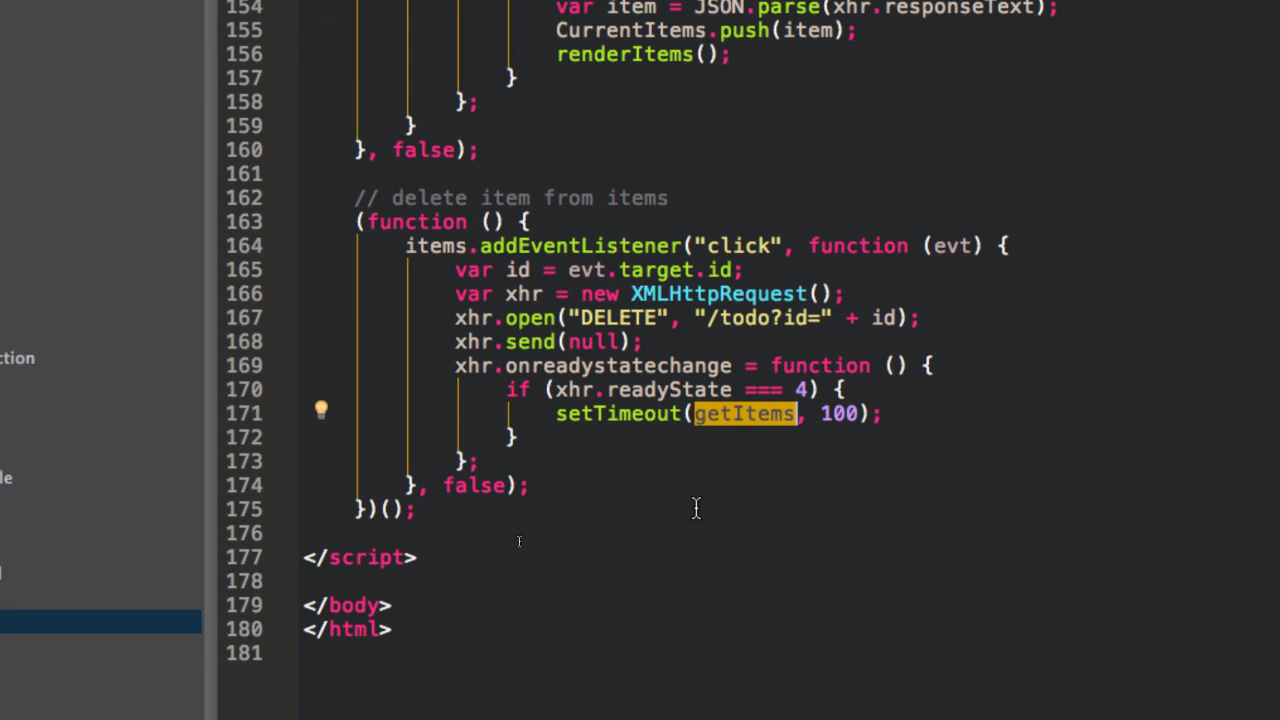 154 var item = JSON.parse(xhr.responseText);
155 CurrentItems.push(item);
156 renderItems();
157 }
158 };
159 }
160 }, false);
161
162 // delete item from items
163 (function () {
164 items.addEventListener("click", function (evt) {
165 var id = evt.target.id;
166 var xhr = new XMLHttpRequest();
167 xhr.open("DELETE", "/todo?id=" + id);
168 xhr.send(null);
169 xhr.onreadystatechange = function () {
ction
170 if (xhr.readyState === 4) {
171 setTimeout(getItems, 100);
172 }
173 };
le
174 }, false);
175 })();
176
177 </script>
178
179 </body>
180 </html>
181